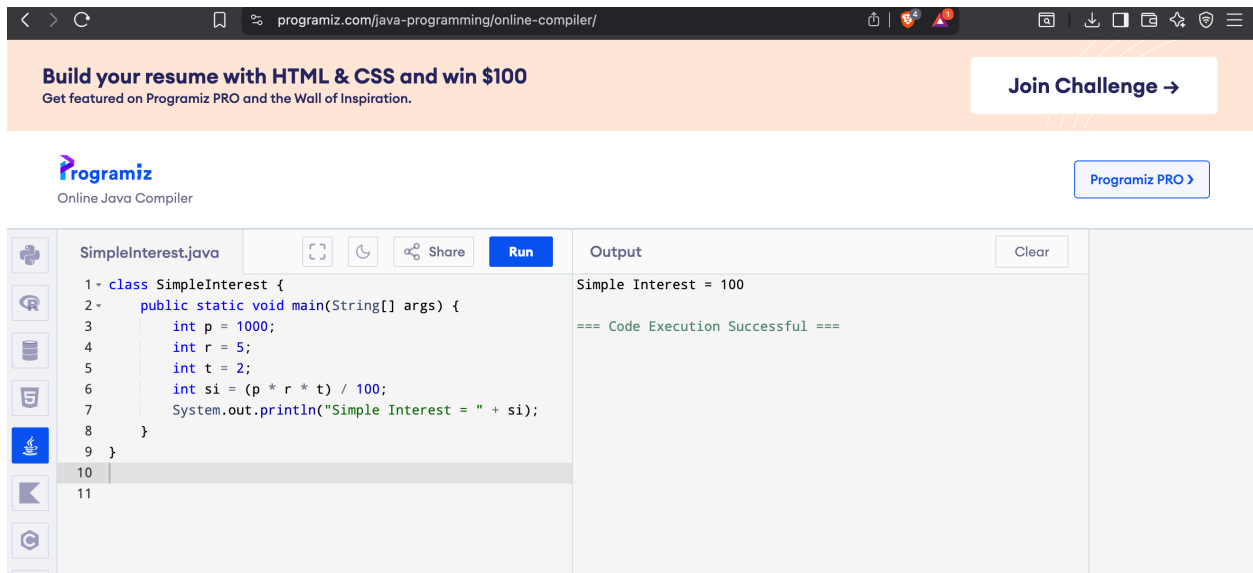 programiz.com/java-programming/online-compiler/
4
1
Build your resume with HTML & CSS and win $100
Get featured on Programiz PRO and the Wall of Inspiration.
Join Challenge →
Programiz
Online Java Compiler
Programiz PRO ›
SimpleInterest.java
Share
Run
Output
Clear
1 class SimpleInterest {
2     public static void main(String[] args) {
3         int p = 1000;
4         int r = 5;
5         int t = 2;
6         int si = (p * r * t) / 100;
7         System.out.println("Simple Interest = " + si);
8     }
9 }
10
11
Simple Interest = 100
=== Code Execution Successful ===